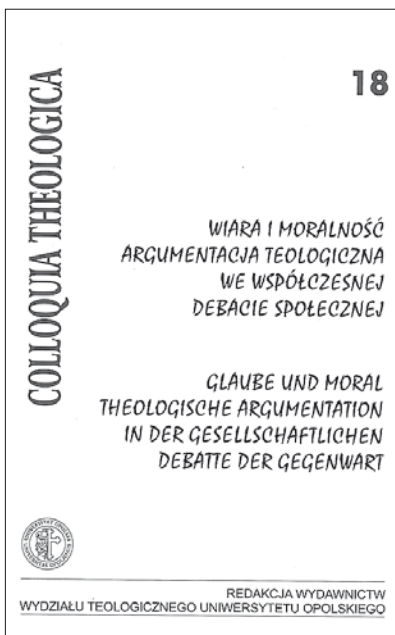 COLLOQUIA THEOLOGICA
18
WIARA I MORALNOŚĆ
ARGUMENTACJA TEOLOGICZNA
WE WSPÓŁCZESNEJ
DEBACIE SPOŁECZNEJ
GLAUBE UND MORAL
THEOLOGISCHE ARGUMENTATION
IN DER GESELLSCHAFTLICHEN
DEBATTE DER GEGENWART
REDAKCJA WYDAWNICTW
WYDZIAŁU TEOLOGICZNEGO UNIWERSYTETU OPOLSKIEGO